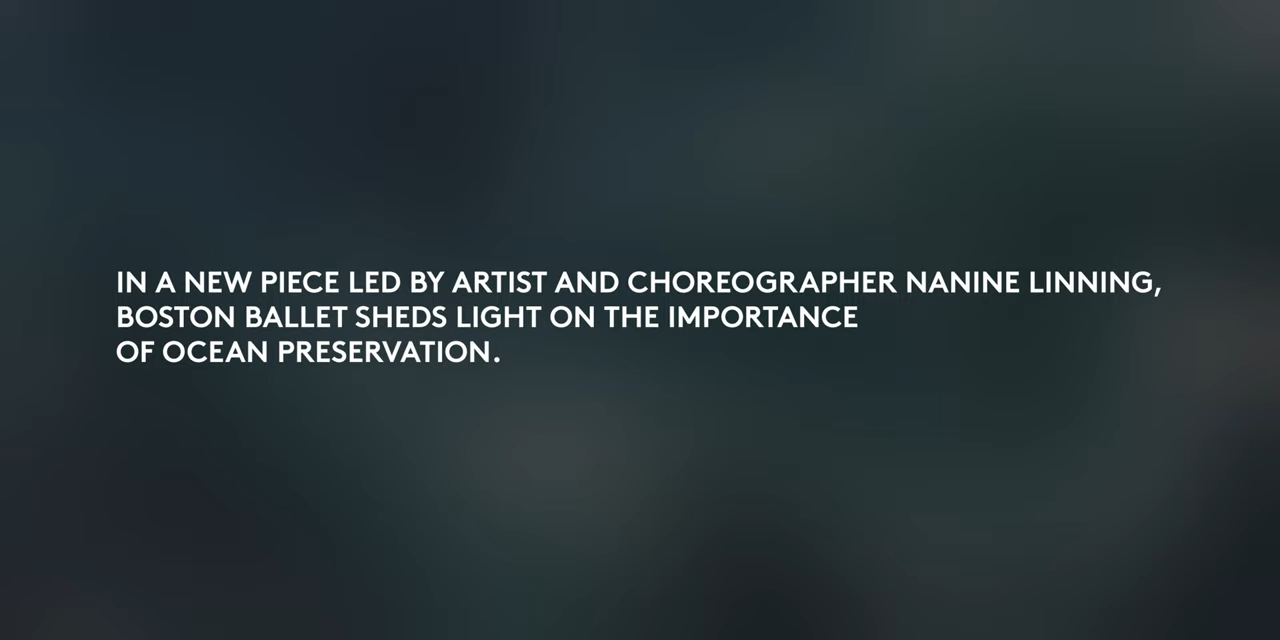 IN A NEW PIECE LED BY ARTIST AND CHOREOGRAPHER NANINE LINNING,
BOSTON BALLET SHEDS LIGHT ON THE IMPORTANCE
OF OCEAN PRESERVATION.